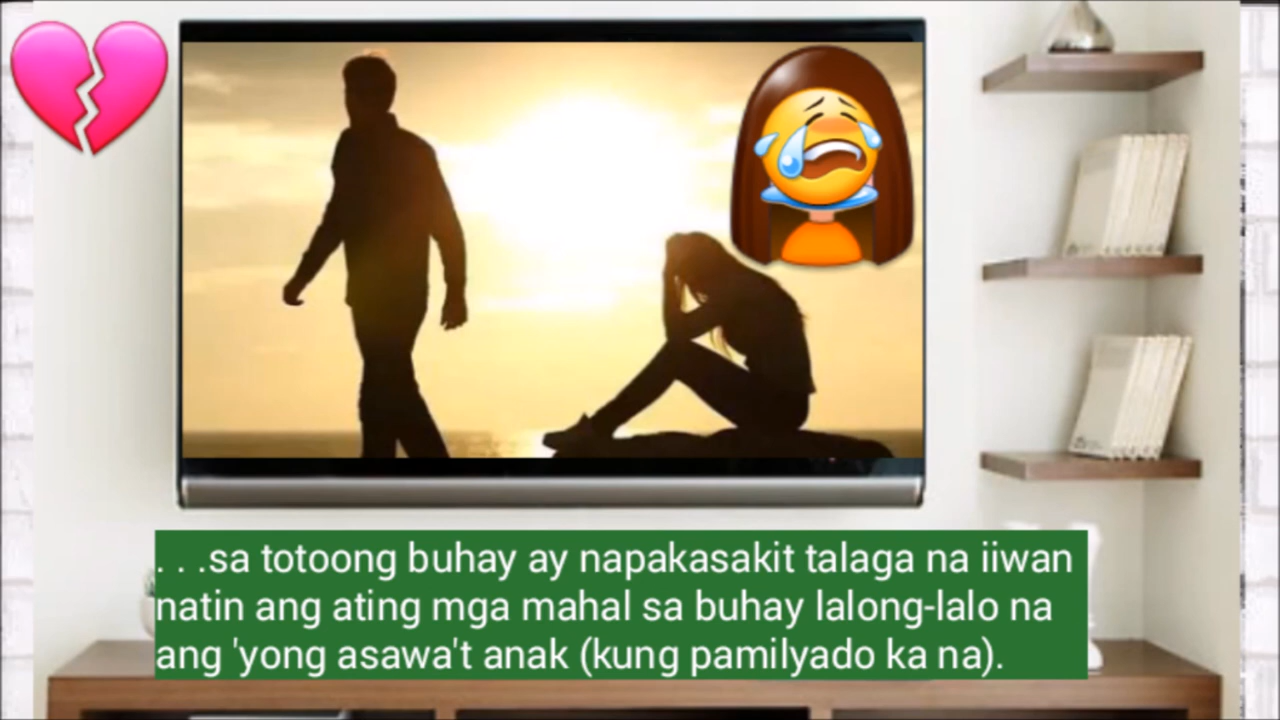 . . .sa totoong buhay ay napakasakit talaga na iiwan
natin ang ating mga mahal sa buhay lalong-lalo na
ang 'yong asawa't anak (kung pamilyado ka na).